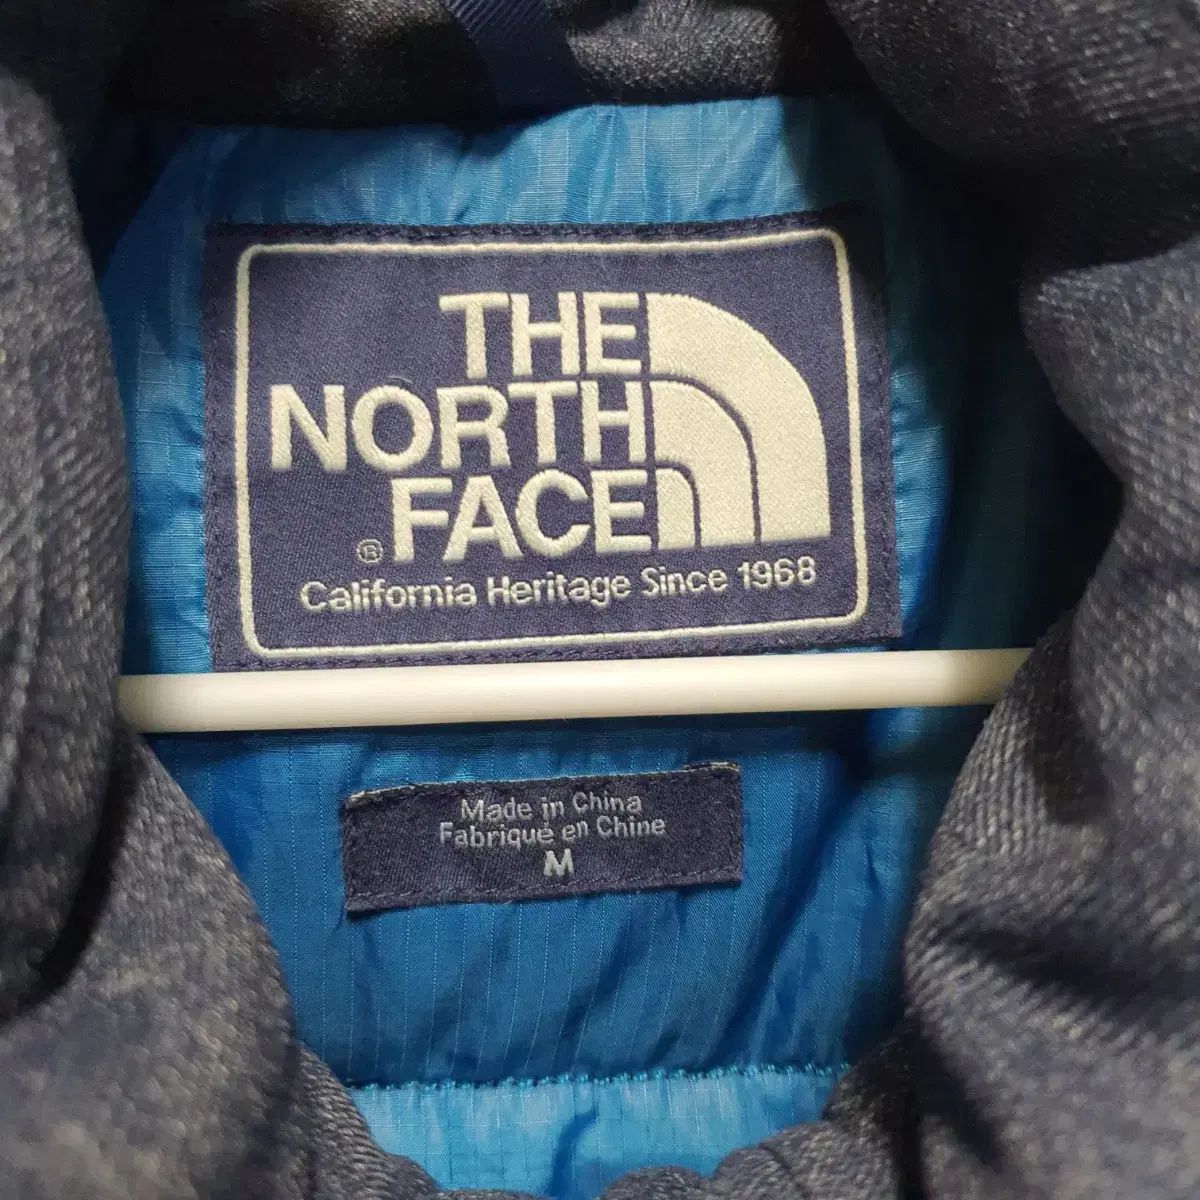 THE
NORTH
FACE
®
California Heritage Since 1968
Made in China
Fabriqué en Chine
M